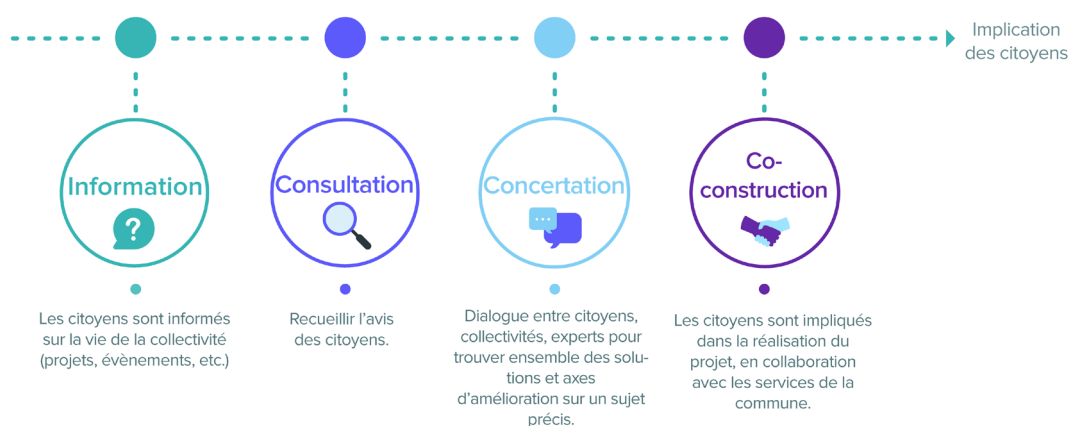 Implication
des citoyens
Information
?
Les citoyens sont informés
sur la vie de la collectivité
(projets, évènements, etc.)
Consultation
Recueillir l'avis
des citoyens.
Concertation
Dialogue entre citoyens,
collectivités, experts pour
trouver ensemble des solu-
tions et axes
d'amélioration sur un sujet
précis.
Co-
construction
Les citoyens sont impliqués
dans la réalisation du
projet, en collaboration
avec les services de la
commune.